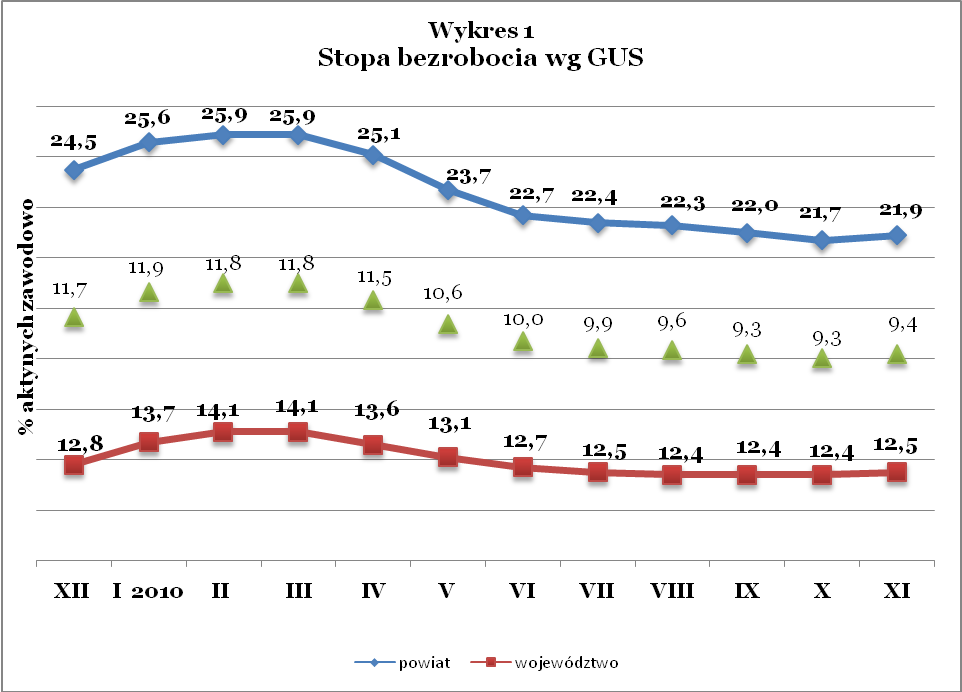 Wykres 1
Stopa bezrobocia wg GUS
% aktynych zawodowo
24,5 25,6 25,9 25,9 25,1 23,7 22,7 22,4 22,3 22,0 21,7 21,9
11,7 11,9 11,8 11,8 11,5 10,6 10,0 9,9 9,6 9,3 9,3 9,4
12,8 13,7 14,1 14,1 13,6 13,1 12,7 12,5 12,4 12,4 12,4 12,5
XII I 2010 II III IV V VI VII VIII IX X XI
powiat województwo